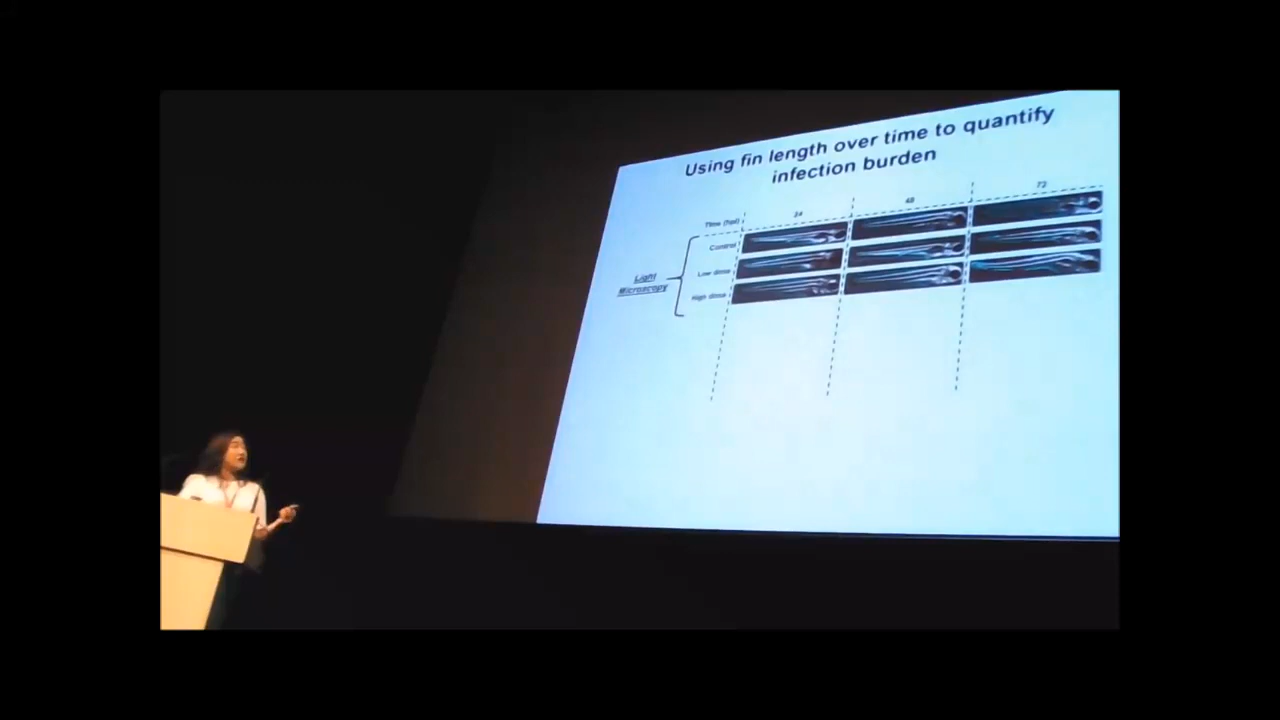 Using fin length over time to quantify
infection burden
Time (hpi) 24 48 72
Control
Light
Microscopy
Low dose
High dose